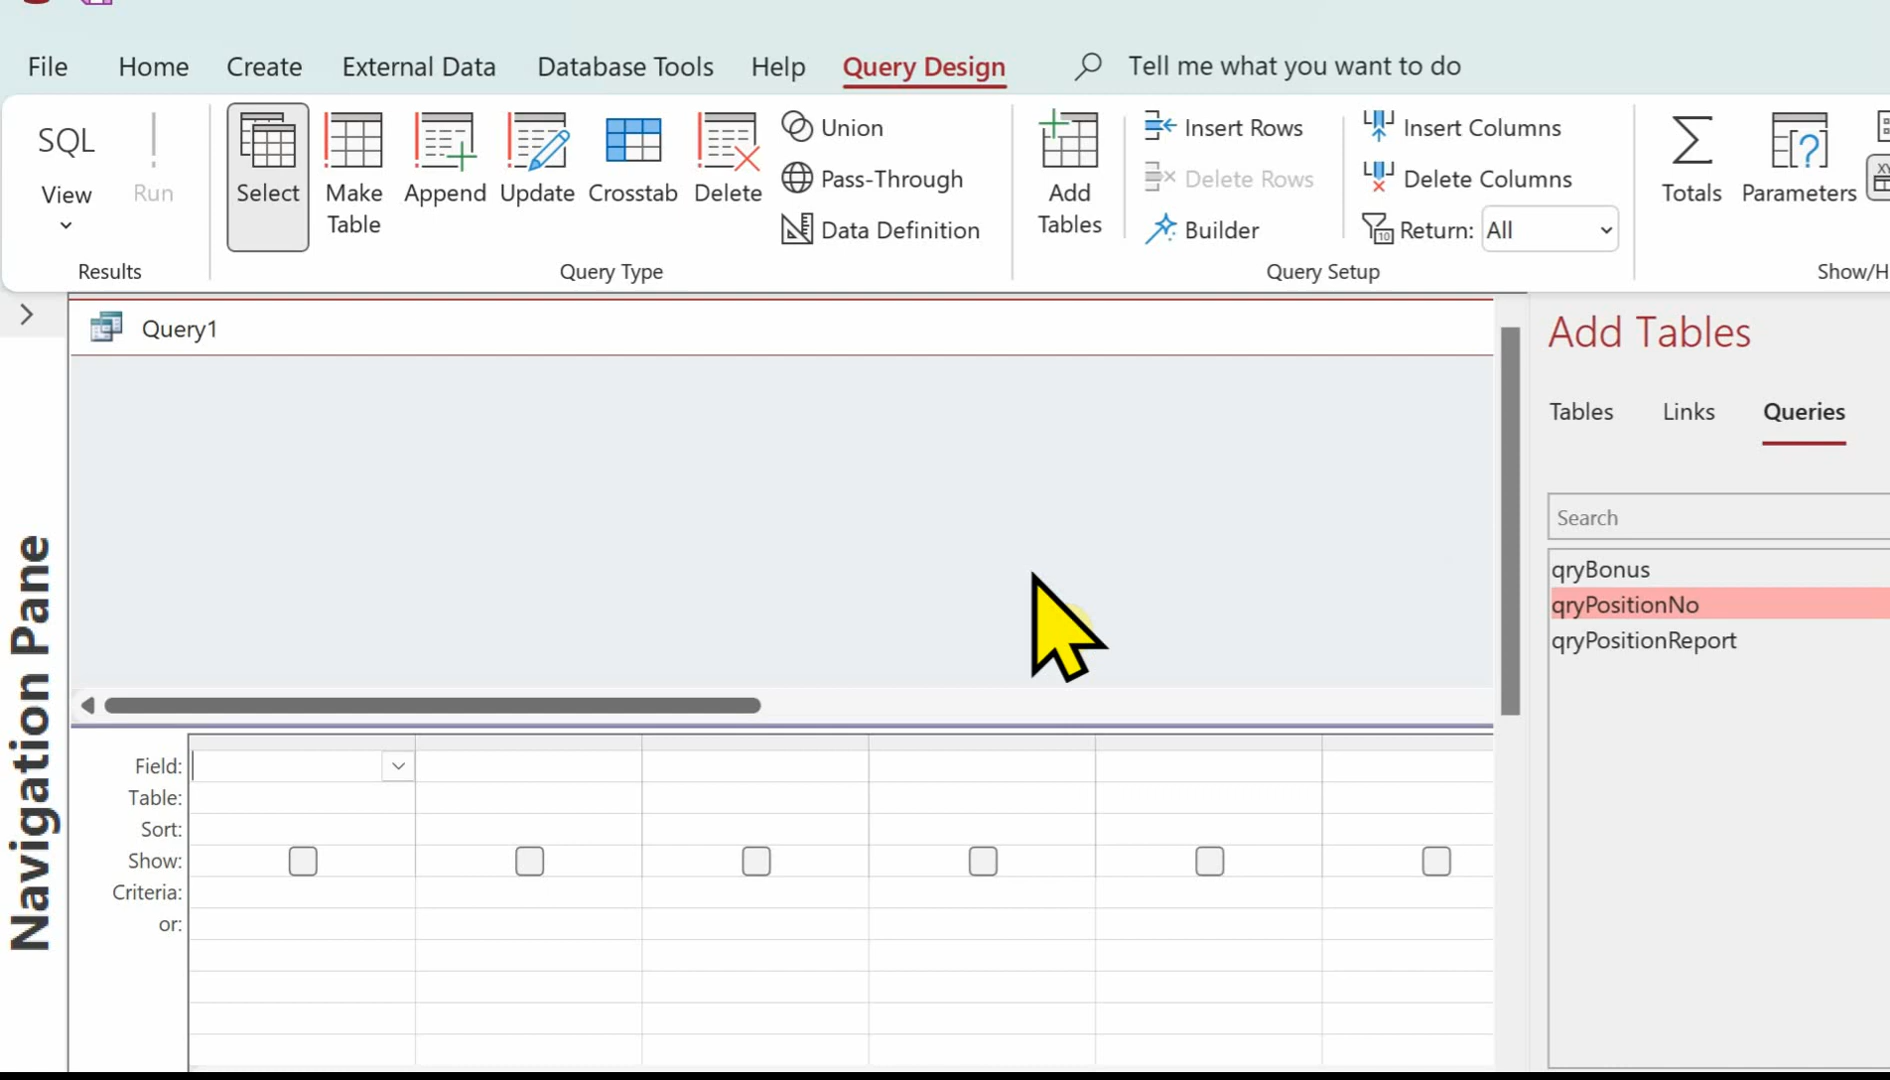 File Home Create External Data Database Tools Help Query Design Tell me what you want to do
SQL
View
Run
Results
Select
Make
Table
Append
Update
Crosstab
Delete
Union
Pass-Through
Data Definition
Query Type
Add
Tables
Insert Rows
Delete Rows
Builder
Insert Columns
Delete Columns
Return: All
Query Setup
Totals
Parameters
Show/H
Navigation Pane
Query1
Field:
Table:
Sort:
Show:
Criteria:
or:
Add Tables
Tables Links Queries
Search
qryBonus
qryPositionNo
qryPositionReport